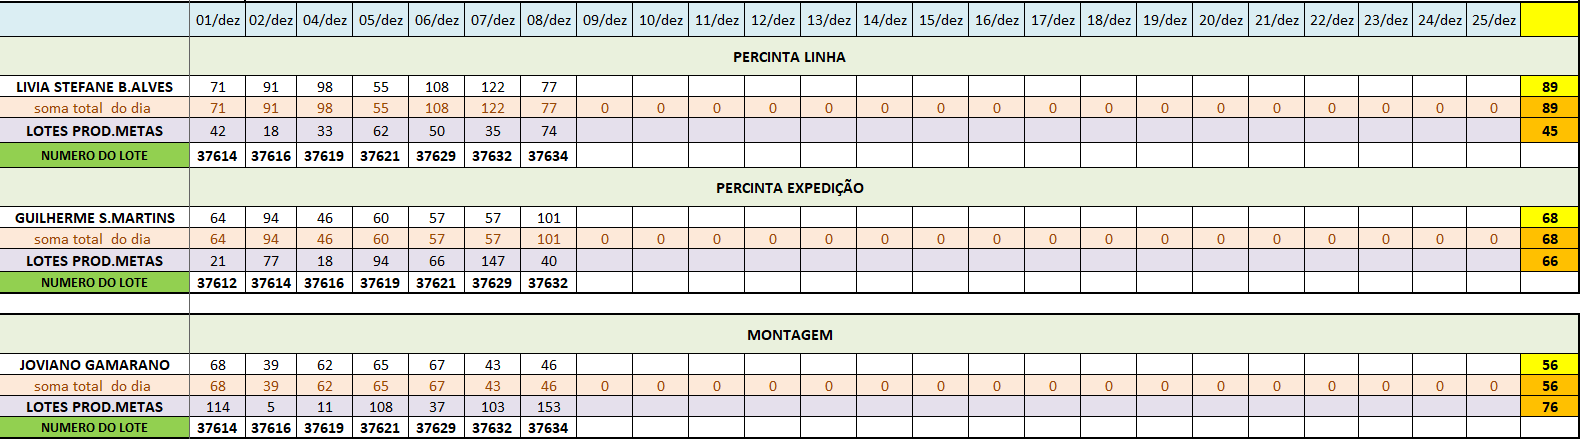 01/dez 02/dez 04/dez 05/dez 06/dez 07/dez 08/dez 09/dez 10/dez 11/dez 12/dez 13/dez 14/dez 15/dez 16/dez 17/dez 18/dez 19/dez 20/dez 21/dez 22/dez 23/dez 24/dez 25/dez
PERCINTA LINHA
LIVIA STEFANE B.ALVES 71 91 98 55 108 122 77 89
soma total do dia 71 91 98 55 108 122 77 0 0 0 0 0 0 0 0 0 0 0 0 0 0 0 0 0 89
LOTES PROD.METAS 42 18 33 62 50 35 74 45
NUMERO DO LOTE 37614 37616 37619 37621 37629 37632 37634
PERCINTA EXPEDIÇÃO
GUILHERME S.MARTINS 64 94 46 60 57 57 101 68
soma total do dia 64 94 46 60 57 57 101 0 0 0 0 0 0 0 0 0 0 0 0 0 0 0 0 0 68
LOTES PROD.METAS 21 77 18 94 66 147 40 66
NUMERO DO LOTE 37612 37614 37616 37619 37621 37629 37632
MONTAGEM
JOVIANO GAMARANO 68 39 62 65 67 43 46 56
soma total do dia 68 39 62 65 67 43 46 0 0 0 0 0 0 0 0 0 0 0 0 0 0 0 0 0 56
LOTES PROD.METAS 114 5 11 108 37 103 153 76
NUMERO DO LOTE 37614 37616 37619 37621 37629 37632 37634